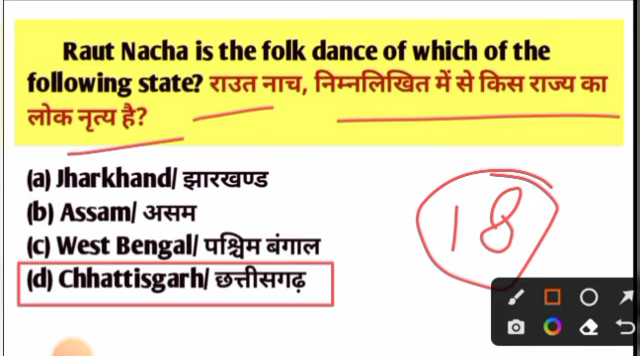 Raut Nacha is the folk dance of which of the
following state? राउत नाच, निम्नलिखित में से किस राज्य का
लोक नृत्य है?
(a) Jharkhand/ झारखण्ड
(b) Assam/ असम
(c) West Bengal/ पश्चिम बंगाल
(d) Chhattisgarh/ छत्तीसगढ़
18